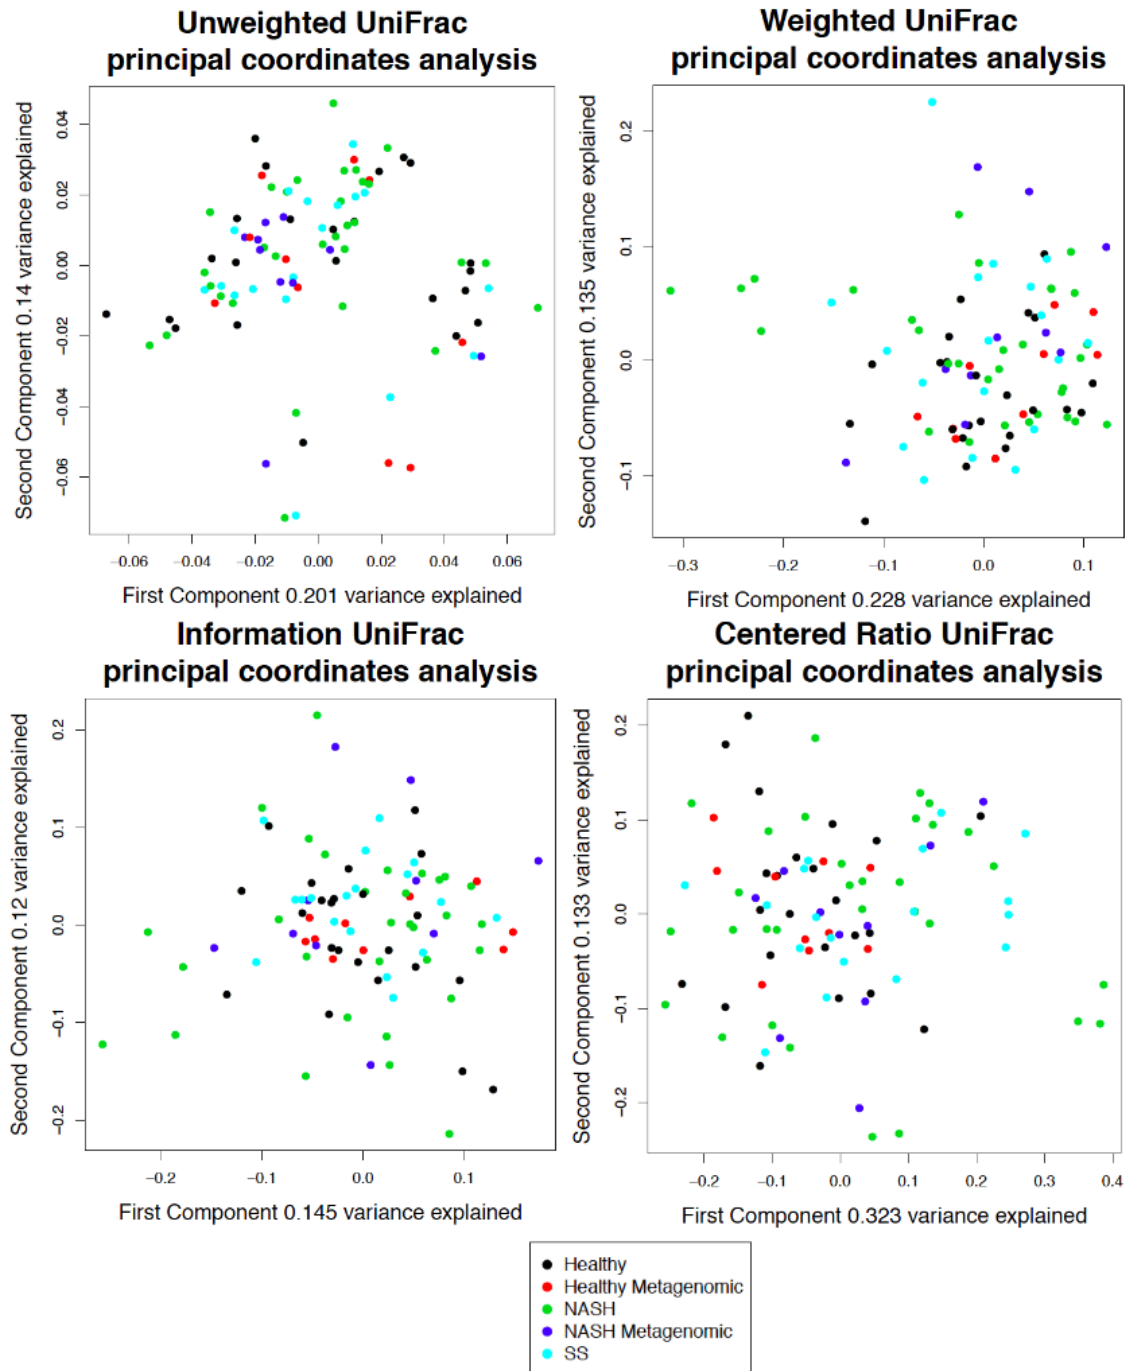 Unweighted UniFrac
principal coordinates analysis
Second Component 0.14 variance explained
0.04
0.02
0.00
−0.02
−0.04
−0.06
−0.06
−0.04
−0.02
0.00
0.02
0.04
0.06
First Component 0.201 variance explained
Weighted UniFrac
principal coordinates analysis
Second Component 0.135 variance explained
0.2
0.1
0.0
−0.1
−0.3
−0.2
−0.1
0.0
0.1
First Component 0.228 variance explained
Information UniFrac
principal coordinates analysis
Second Component 0.12 variance explained
0.2
0.1
0.0
−0.1
−0.2
−0.2
−0.1
0.0
0.1
First Component 0.145 variance explained
Centered Ratio UniFrac
principal coordinates analysis
Second Component 0.133 variance explained
0.2
0.1
0.0
−0.1
−0.2
−0.2
−0.1
0.0
0.1
0.2
0.3
0.4
First Component 0.323 variance explained
Healthy
Healthy Metagenomic
NASH
NASH Metagenomic
SS